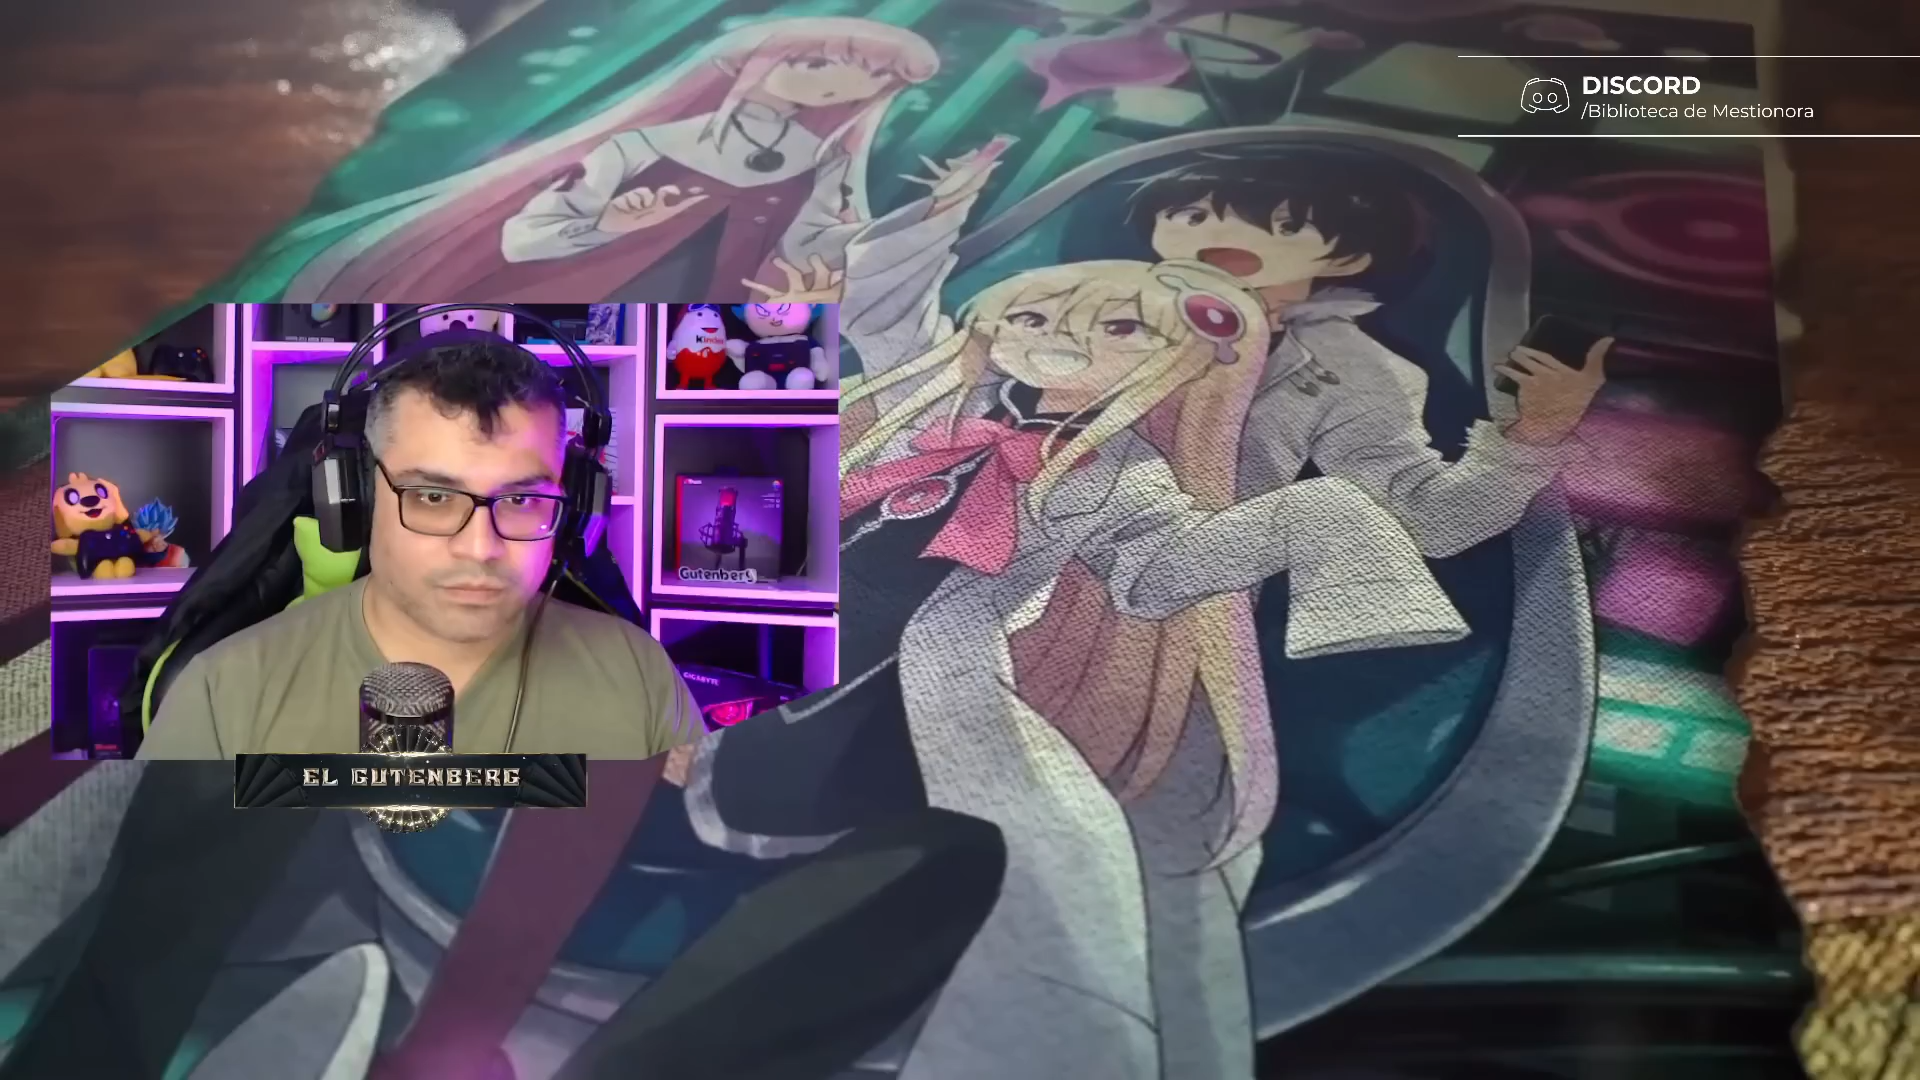 DISCORD
/Biblioteca de Mestionora
Kinder
Gutenberg
GIGABYTE
EL GUTENBERG